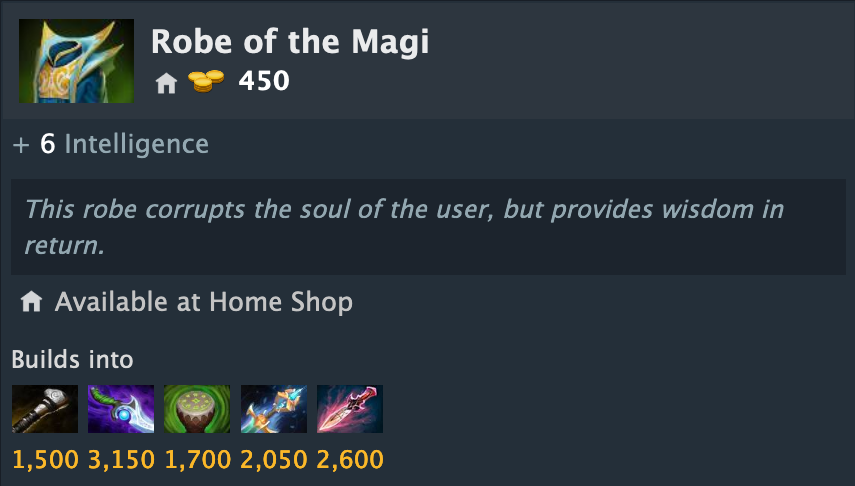 Robe of the Magi
450
+ 6 Intelligence
This robe corrupts the soul of the user, but provides wisdom in
return.
Available at Home Shop
Builds into
1,500 3,150 1,700 2,050 2,600